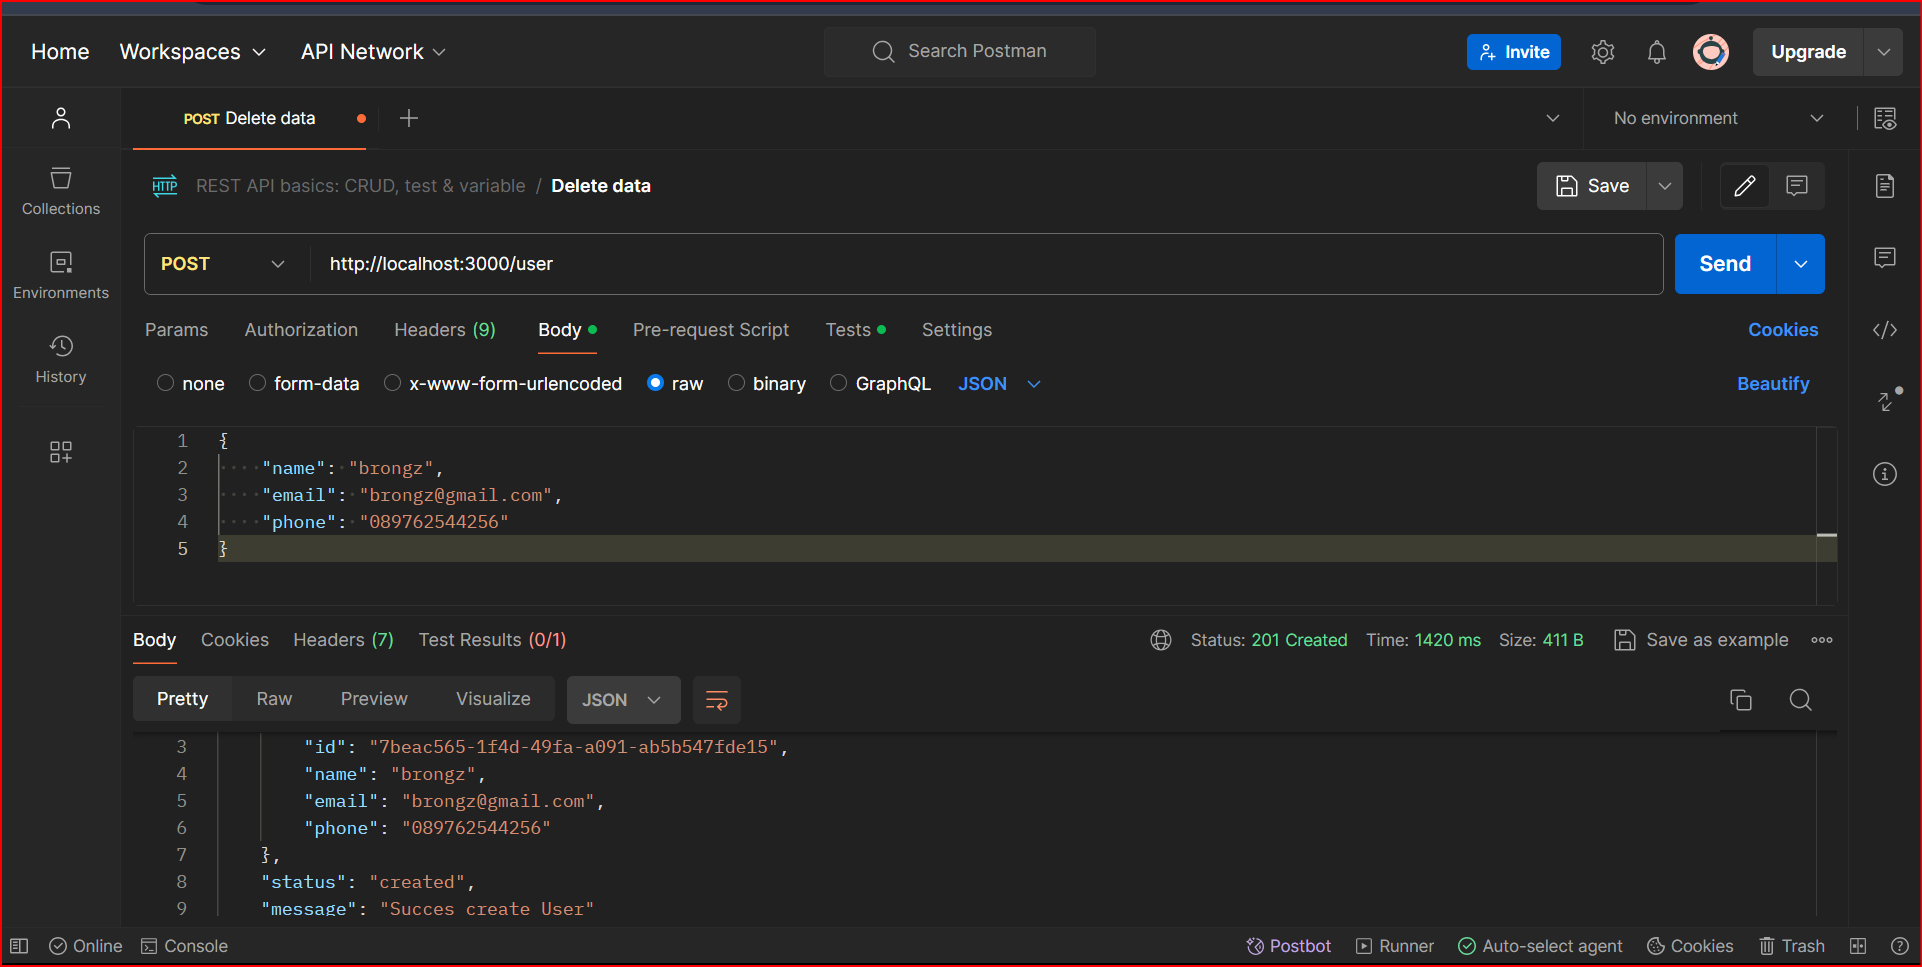 Home Workspaces API Network Search Postman Invite Upgrade
POST Delete data No environment
REST API basics: CRUD, test & variable / Delete data Save
Collections
POST http://localhost:3000/user Send
Environments
Params Authorization Headers (9) Body Pre-request Script Tests Settings Cookies
History
none form-data x-www-form-urlencoded raw binary GraphQL JSON Beautify
1 {
2 "name": "brongz",
3 "email": "brongz@gmail.com",
4 "phone": "089762544256"
5 }
Body Cookies Headers (7) Test Results (0/1) Status: 201 Created Time: 1420 ms Size: 411 B Save as example
Pretty Raw Preview Visualize JSON
3 "id": "7beac565-1f4d-49fa-a091-ab5b547fde15",
4 "name": "brongz",
5 "email": "brongz@gmail.com",
6 "phone": "089762544256"
7 },
8 "status": "created",
9 "message": "Succes create User"
Online Console Postbot Runner Auto-select agent Cookies Trash